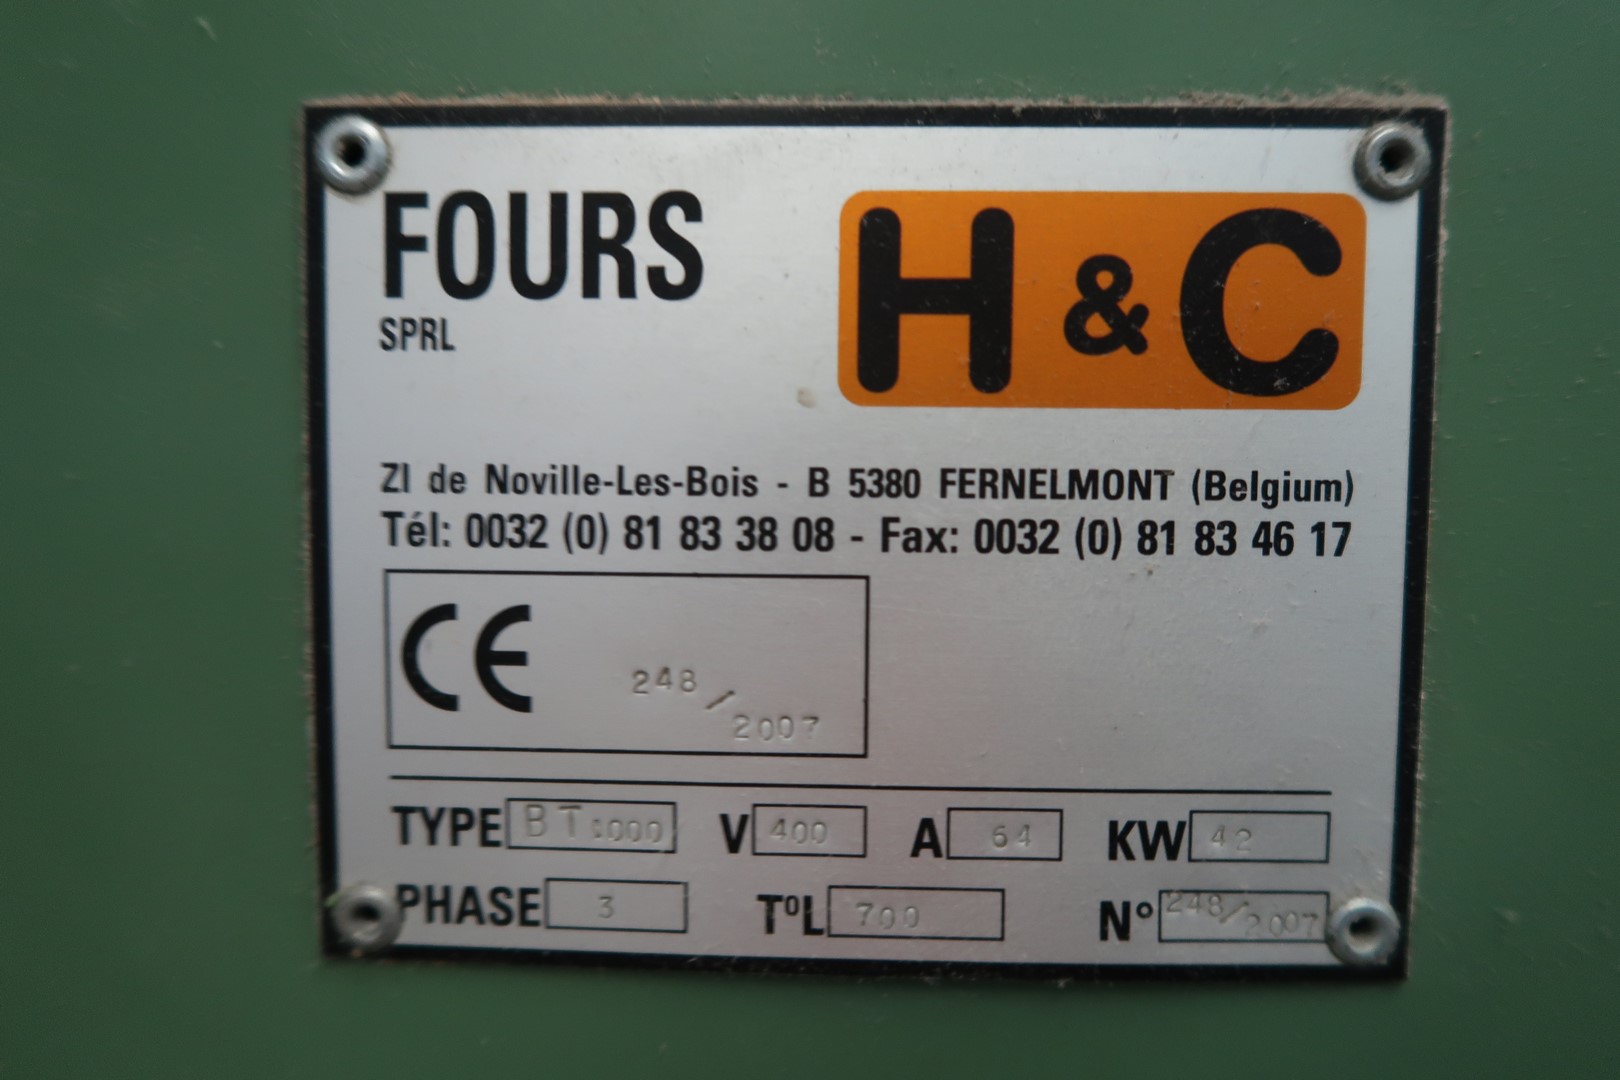 FOURS
SPRL
H & C
ZI de Noville-Les-Bois - B 5380 FERNELMONT (Belgium)
Tél: 0032 (0) 81 83 38 08 - Fax: 0032 (0) 81 83 46 17
CE 248/2007
TYPE BT V 400 A 64 KW 42
PHASE 3 T°L 700 N° 248/2007